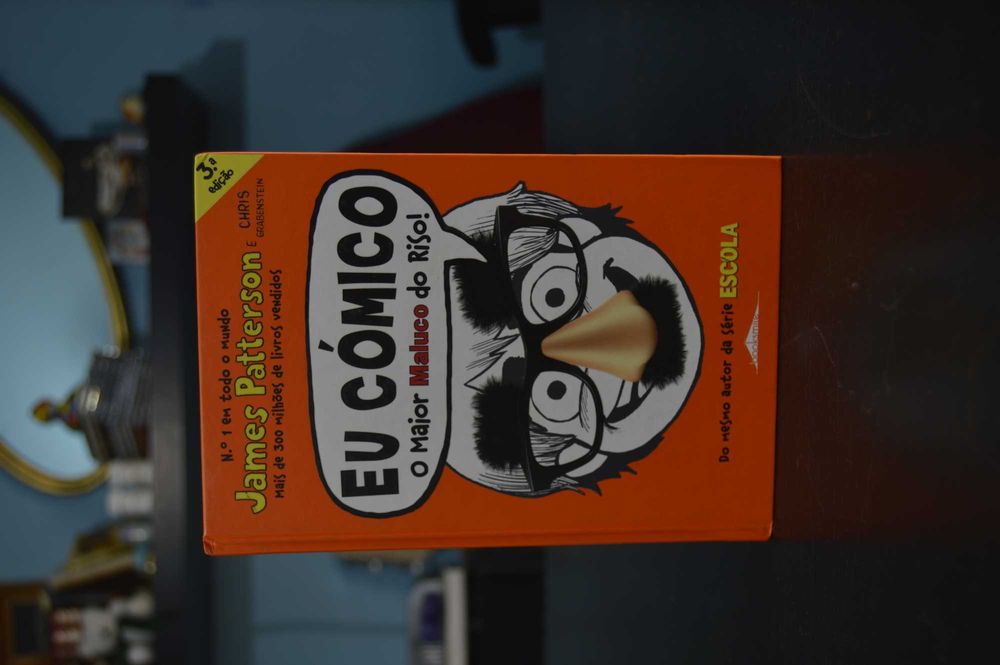 3.ª
edição
N.º 1 em todo o mundo
James Patterson E CHRIS GRABENSTEIN
Mais de 300 milhões de livros vendidos
EU CÓMICO
O Maior Maluco do Riso!
Do mesmo autor da série ESCOLA
booksmile